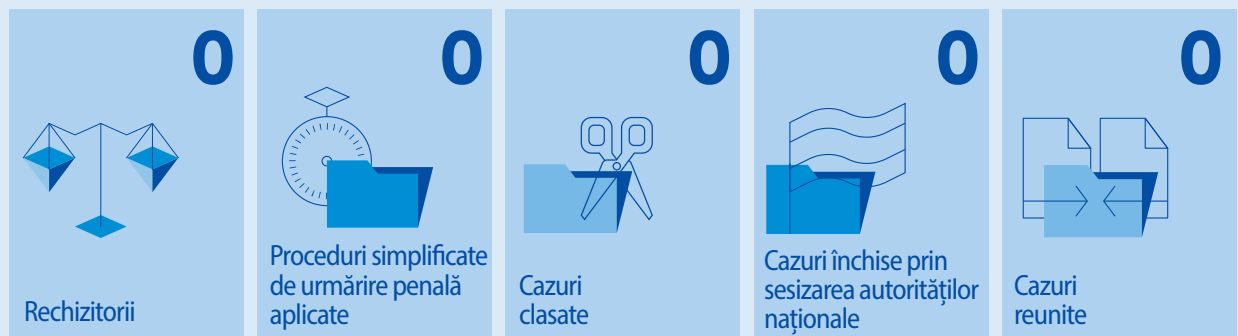 0
Rechizitorii
0
Proceduri simplificate
de urmărire penală
aplicate
0
Cazuri
clasate
0
Cazuri închise prin
sesizarea autorităților
naționale
0
Cazuri
reunite